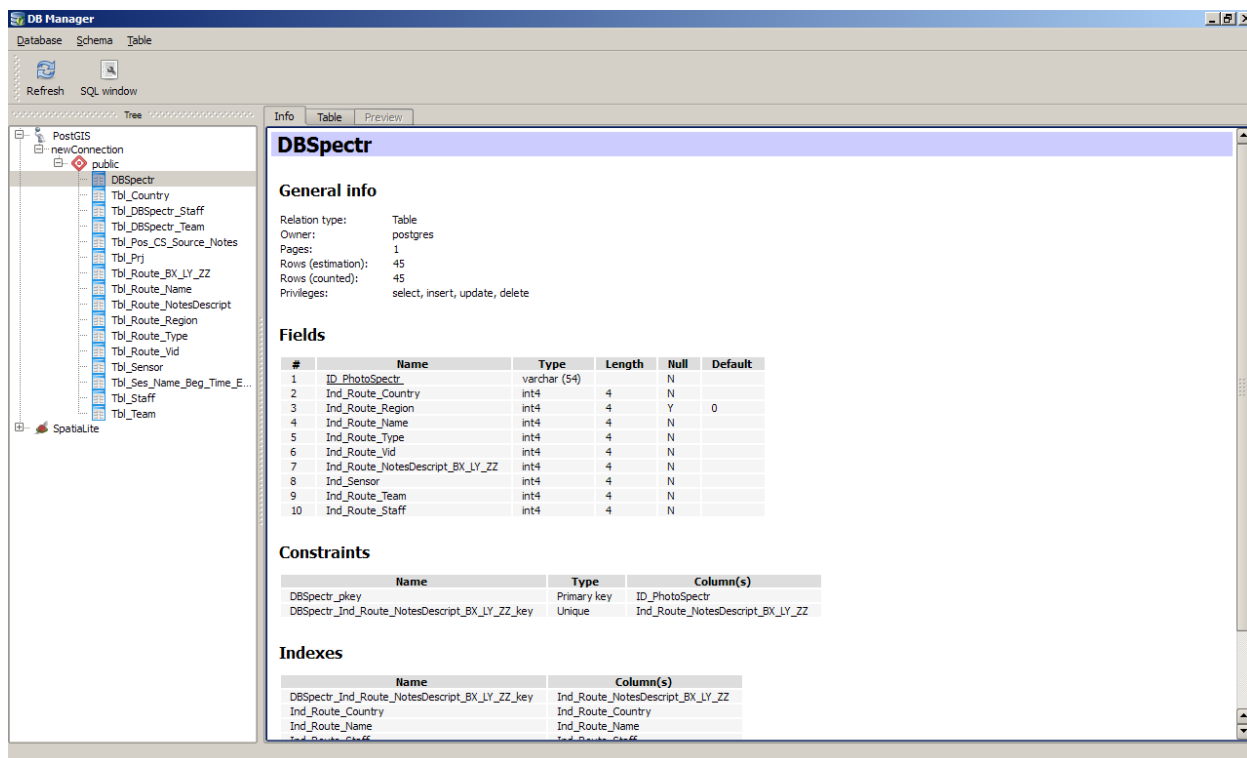 DB Manager
Database Schema Table
Refresh SQL window
Tree
PostGIS
newConnection
public
DBSpectr
Tbl_Country
Tbl_DBSpectr_Staff
Tbl_DBSpectr_Team
Tbl_Pos_CS_Source_Notes
Tbl_Prj
Tbl_Route_BX_LY_ZZ
Tbl_Route_Name
Tbl_Route_NotesDescript
Tbl_Route_Region
Tbl_Route_Type
Tbl_Route_Vid
Tbl_Sensor
Tbl_Ses_Name_Beg_Time_E...
Tbl_Staff
Tbl_Team
SpatiaLite
Info Table Preview
DBSpectr
General info
Relation type: Table
Owner: postgres
Pages: 1
Rows (estimation): 45
Rows (counted): 45
Privileges: select, insert, update, delete
Fields
# Name Type Length Null Default
1 ID_PhotoSpectr_ varchar (54) N
2 Ind_Route_Country int4 4 N
3 Ind_Route_Region int4 4 Y 0
4 Ind_Route_Name int4 4 N
5 Ind_Route_Type int4 4 N
6 Ind_Route_Vid int4 4 N
7 Ind_Route_NotesDescript_BX_LY_ZZ int4 4 N
8 Ind_Sensor int4 4 N
9 Ind_Route_Team int4 4 N
10 Ind_Route_Staff int4 4 N
Constraints
Name Type Column(s)
DBSpectr_pkey Primary key ID_PhotoSpectr
DBSpectr_Ind_Route_NotesDescript_BX_LY_ZZ_key Unique Ind_Route_NotesDescript_BX_LY_ZZ
Indexes
Name Column(s)
DBSpectr_Ind_Route_NotesDescript_BX_LY_ZZ_key Ind_Route_NotesDescript_BX_LY_ZZ
Ind_Route_Country Ind_Route_Country
Ind_Route_Name Ind_Route_Name
Ind_Route_Staff Ind_Route_Staff